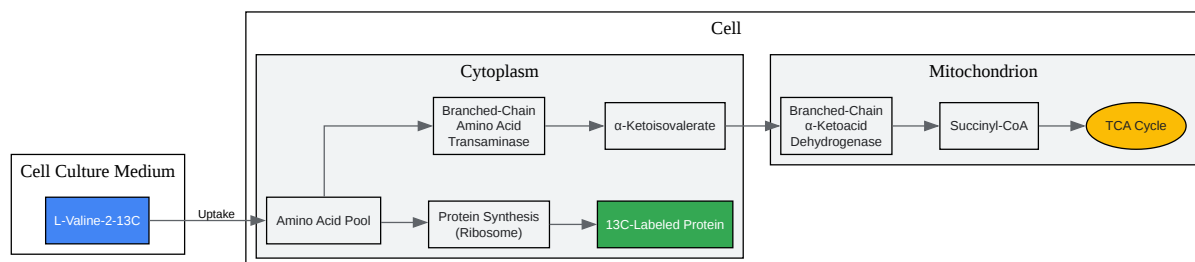 Cell
Cytoplasm
Mitochondrion
Branched-Chain
Amino Acid
Transaminase
α-Ketoisovalerate
Branched-Chain
α-Ketoacid
Dehydrogenase
Succinyl-CoA
TCA Cycle
Cell Culture Medium
L-Valine-2-13C
Uptake
Amino Acid Pool
Protein Synthesis
(Ribosome)
13C-Labeled Protein